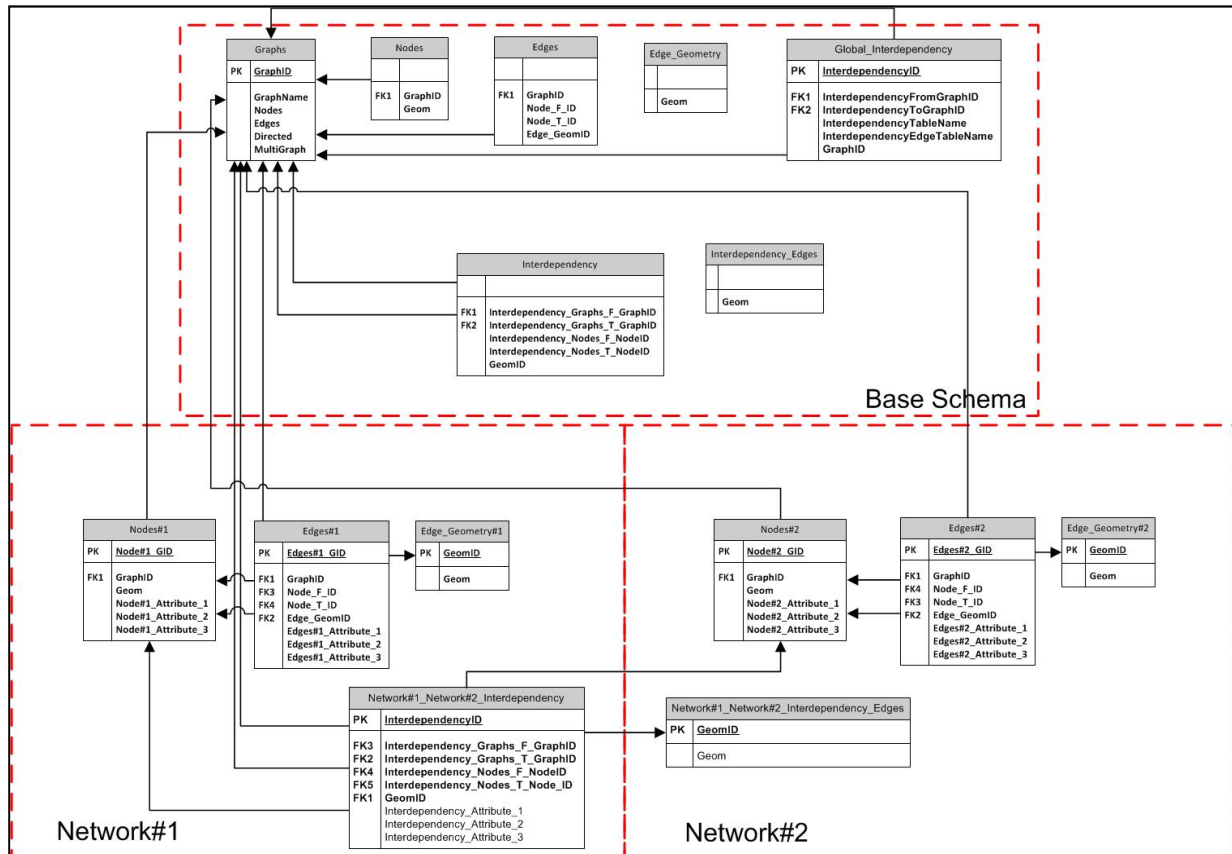 Graphs
PK GraphID
GraphName
Nodes
Edges
Directed
MultiGraph
Nodes
FK1 GraphID
Geom
Edges
FK1 GraphID
Node_F_ID
Node_T_ID
Edge_GeomID
Edge_Geometry
Geom
Global_Interdependency
PK InterdependencyID
FK1 InterdependencyFromGraphID
FK2 InterdependencyToGraphID
InterdependencyTableName
InterdependencyEdgeTableName
GraphID
Interdependency
FK1 Interdependency_Graphs_F_GraphID
FK2 Interdependency_Graphs_T_GraphID
Interdependency_Nodes_F_NodeID
Interdependency_Nodes_T_NodeID
GeomID
Interdependency_Edges
Geom
Base Schema
Nodes#1
PK Node#1_GID
FK1 GraphID
Geom
Node#1_Attribute_1
Node#1_Attribute_2
Node#1_Attribute_3
Edges#1
PK Edges#1_GID
FK1 GraphID
FK3 Node_F_ID
FK4 Node_T_ID
FK2 Edge_GeomID
Edges#1_Attribute_1
Edges#1_Attribute_2
Edges#1_Attribute_3
Edge_Geometry#1
PK GeomID
Geom
Nodes#2
PK Node#2_GID
FK1 GraphID
Geom
Node#2_Attribute_1
Node#2_Attribute_2
Node#2_Attribute_3
Edges#2
PK Edges#2_GID
FK1 GraphID
FK4 Node_F_ID
FK3 Node_T_ID
FK2 Edge_GeomID
Edges#2_Attribute_1
Edges#2_Attribute_2
Edges#2_Attribute_3
Edge_Geometry#2
PK GeomID
Geom
Network#1_Network#2_Interdependency
PK InterdependencyID
FK3 Interdependency_Graphs_F_GraphID
FK2 Interdependency_Graphs_T_GraphID
FK4 Interdependency_Nodes_F_NodeID
FK5 Interdependency_Nodes_T_Node_ID
FK1 GeomID
Interdependency_Attribute_1
Interdependency_Attribute_2
Interdependency_Attribute_3
Network#1_Network#2_Interdependency_Edges
PK GeomID
Geom
Network#1
Network#2